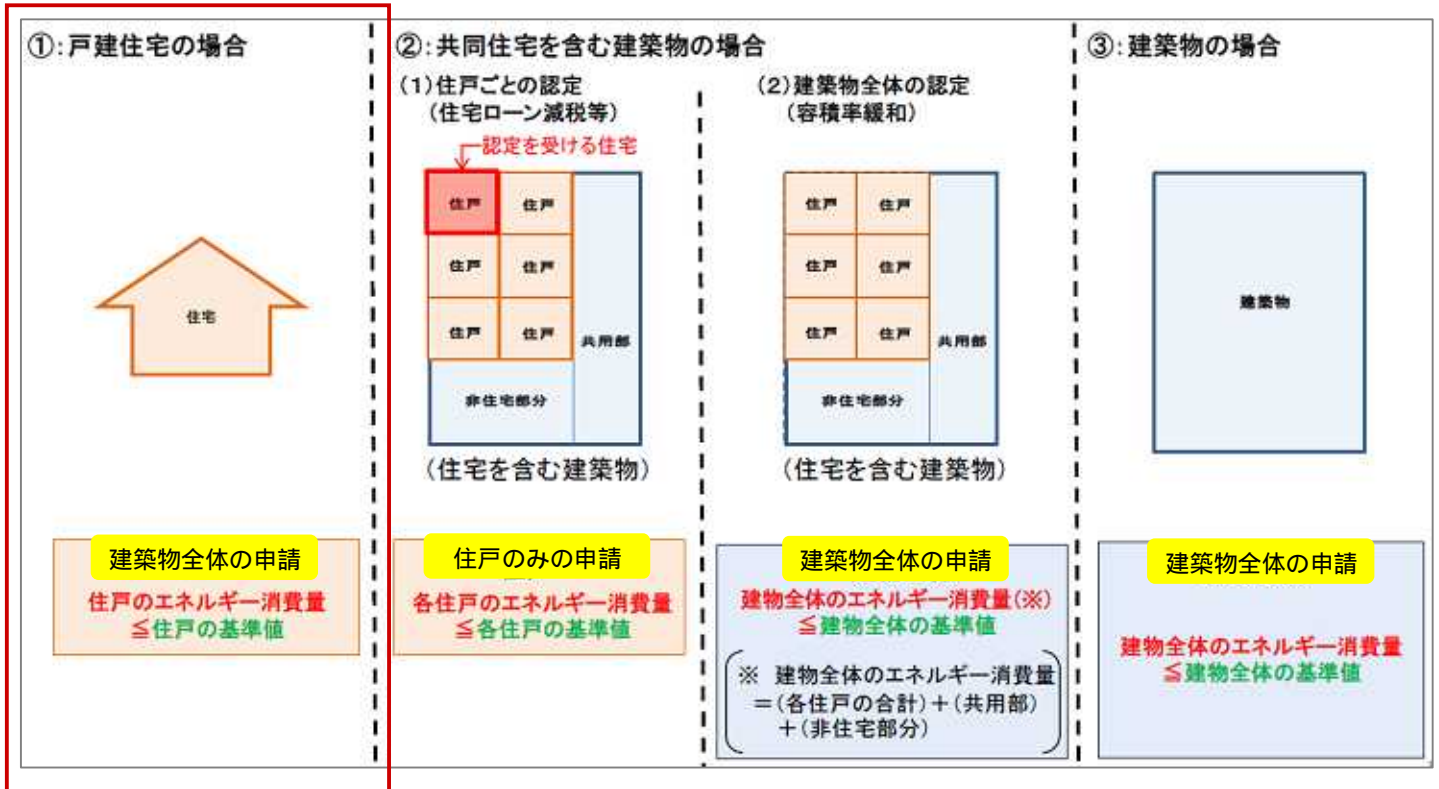 ①:戸建住宅の場合
住宅
建築物全体の申請
住戸のエネルギー消費量
≦住戸の基準値
②:共同住宅を含む建築物の場合
(1)住戸ごとの認定
(住宅ローン減税等)
認定を受ける住宅
住戸 住戸
住戸 住戸
住戸 住戸
共用部
非住宅部分
(住宅を含む建築物)
住戸のみの申請
各住戸のエネルギー消費量
≦各住戸の基準値
(2)建築物全体の認定
(容積率緩和)
住戸 住戸
住戸 住戸
住戸 住戸
共用部
非住宅部分
(住宅を含む建築物)
建築物全体の申請
建物全体のエネルギー消費量(※)
≦建物全体の基準値
※ 建物全体のエネルギー消費量
=(各住戸の合計)+(共用部)
+(非住宅部分)
③:建築物の場合
建築物
建築物全体の申請
建物全体のエネルギー消費量
≦建物全体の基準値